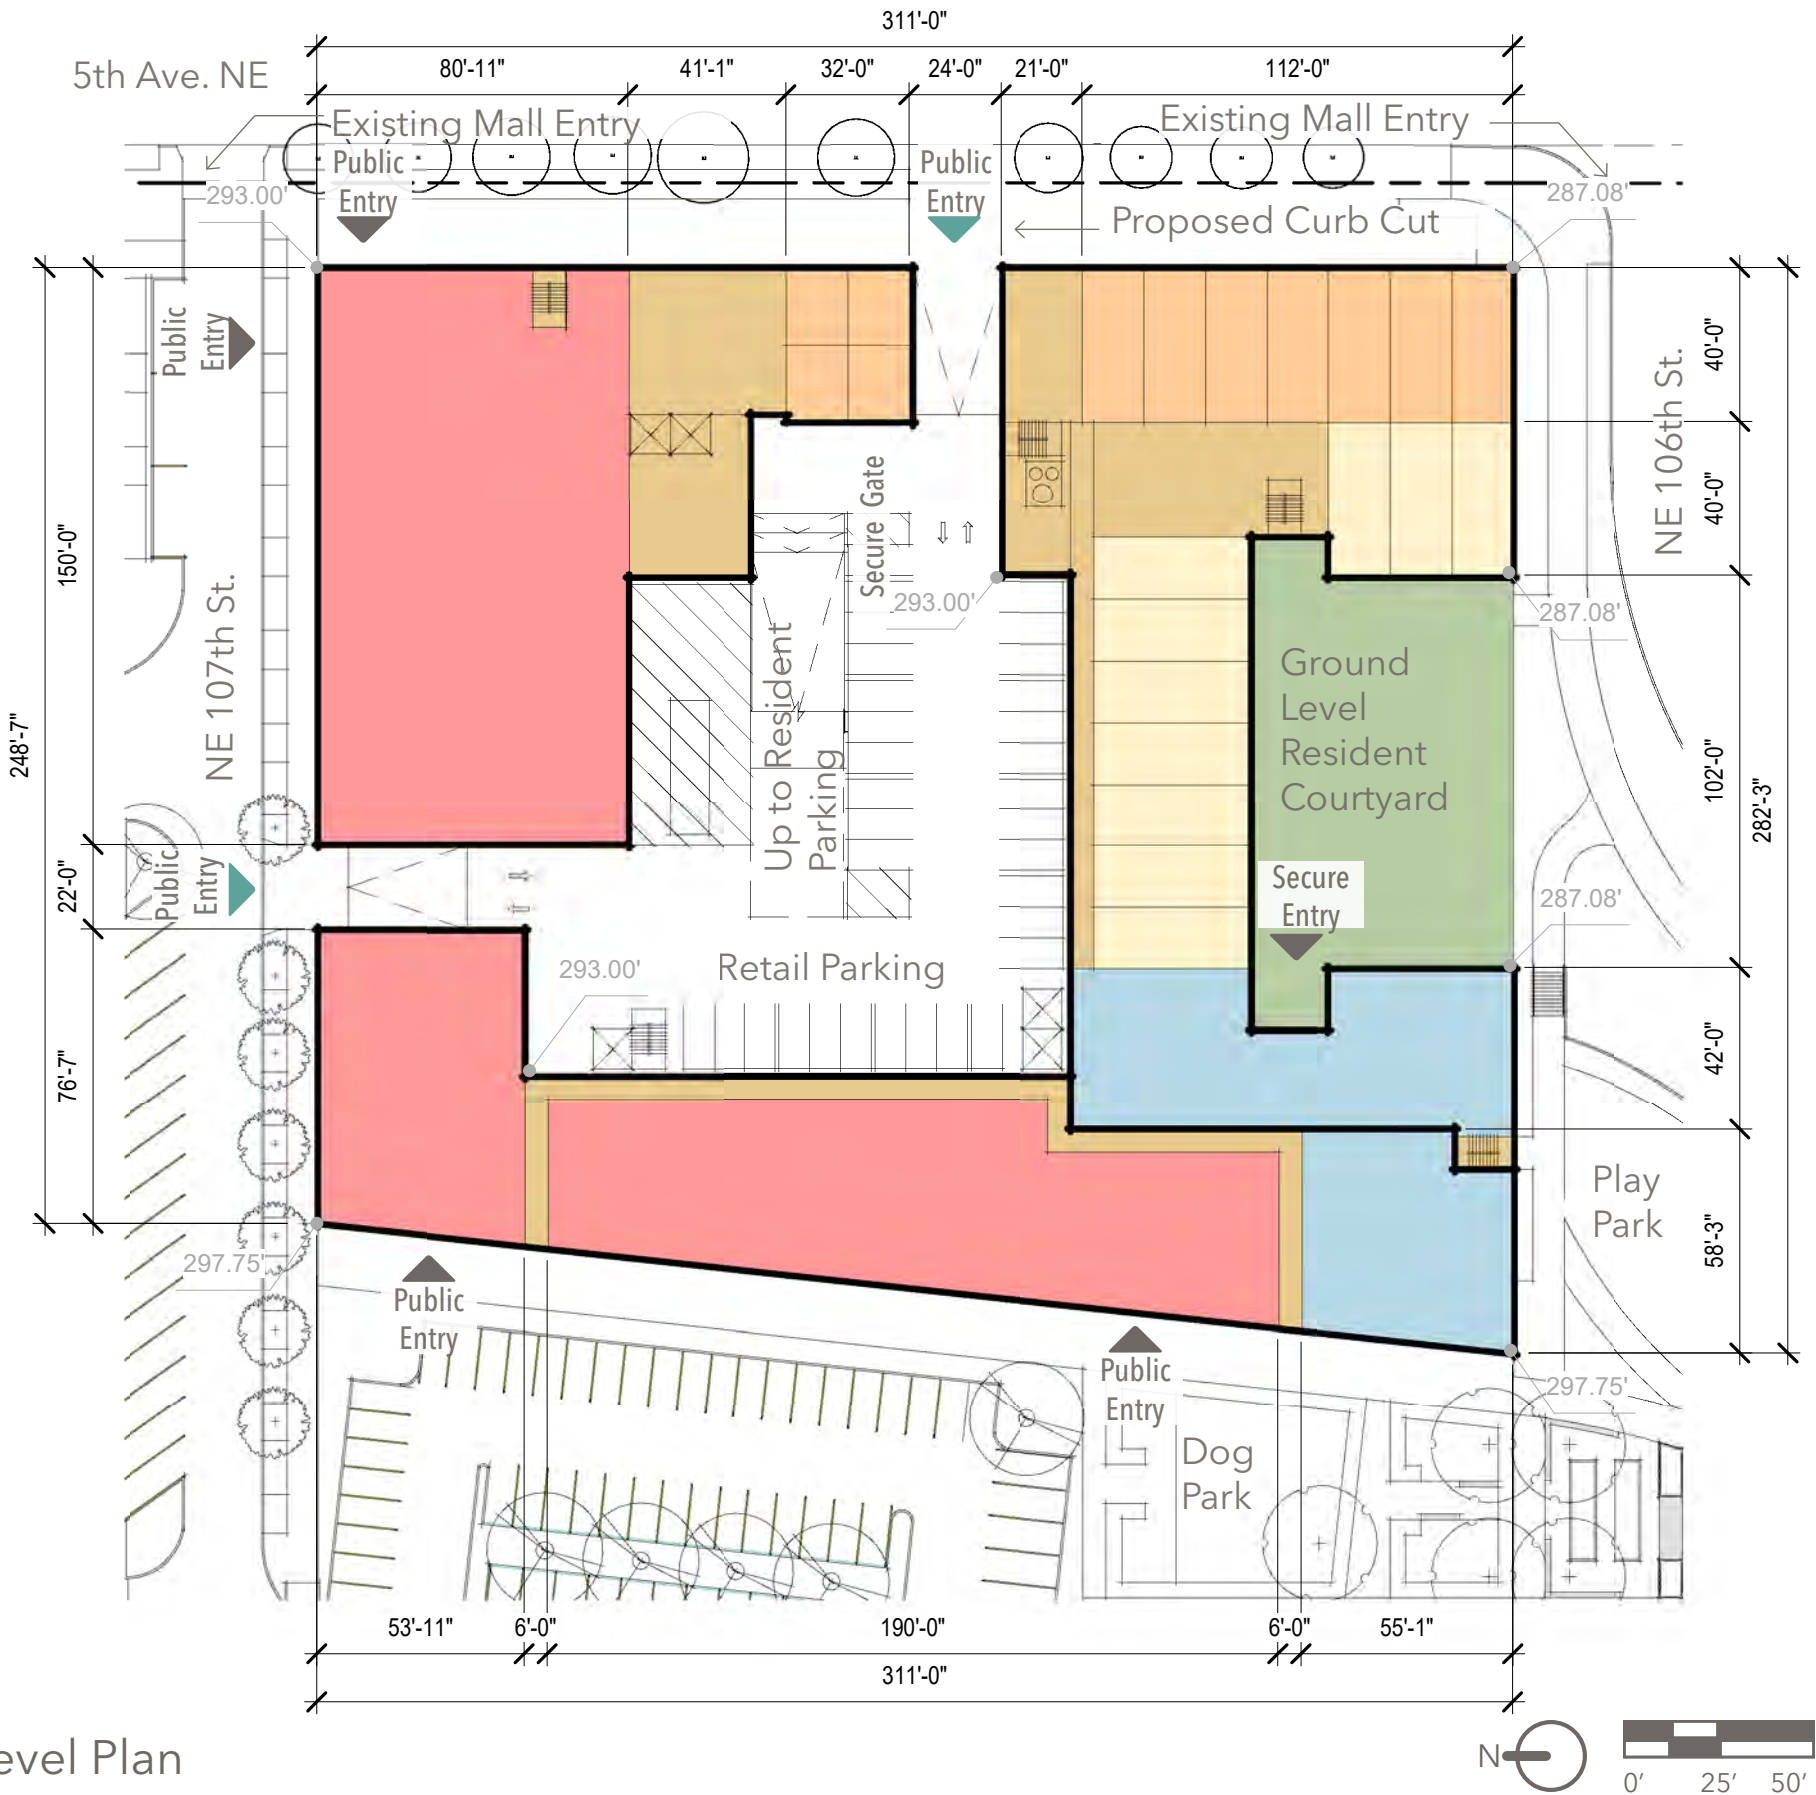 311'-0"
80'-11"
41'-1"
32'-0"
24'-0"
21'-0"
112'-0"
5th Ave. NE
Existing Mall Entry
Existing Mall Entry
Public
Entry
Public
Entry
293.00'
287.08'
Proposed Curb Cut
Public
Entry
NE 106th St.
40'-0"
40'-0"
150'-0"
Secure Gate
293.00'
287.08'
NE 107th St.
248'-7"
Up to Resident
Parking
Ground
Level
Resident
Courtyard
102'-0"
282'-3"
Public
Entry
22'-0"
Secure
Entry
287.08'
293.00'
Retail Parking
42'-0"
76'-7"
Play
Park
58'-3"
297.75'
Public
Entry
Public
Entry
297.75'
Dog
Park
53'-11"
6'-0"
190'-0"
6'-0"
55'-1"
311'-0"
evel Plan
N
0'
25'
50'